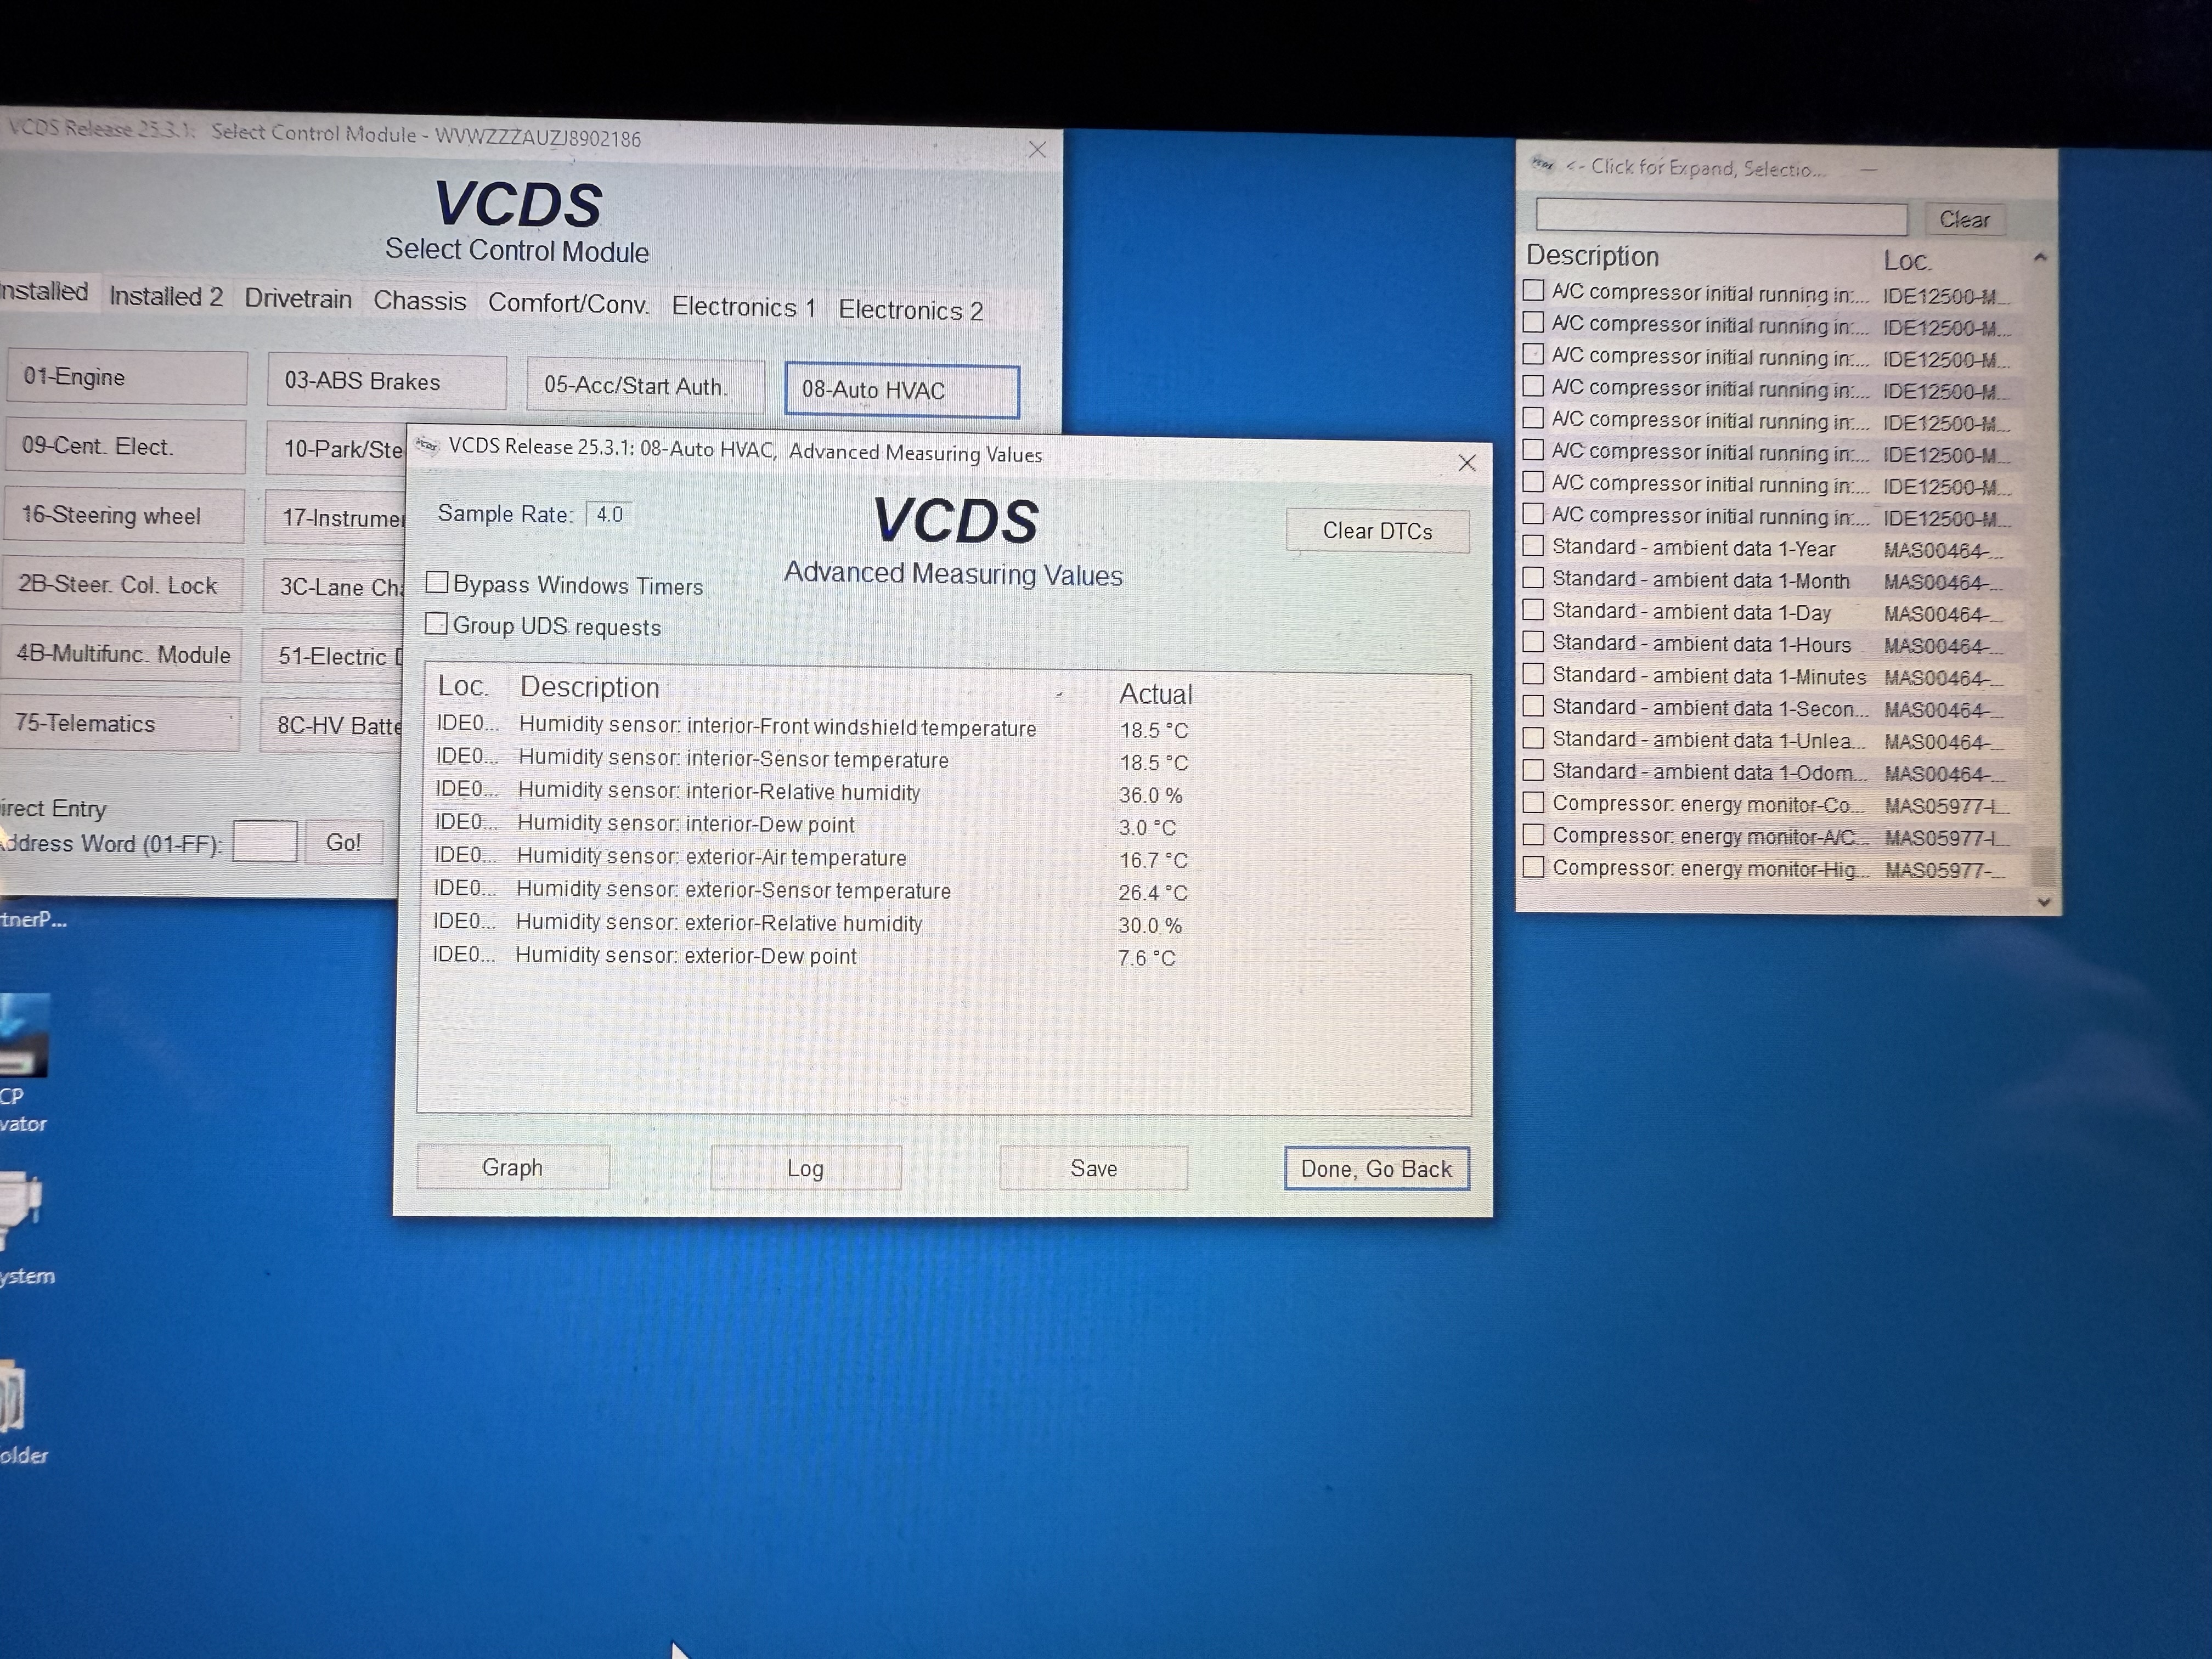 VCDS Release 25.3.1: Select Control Module - WVWZZZAUZJ8902186
VCDS
Select Control Module
nstalled Installed 2 Drivetrain Chassis Comfort/Conv. Electronics 1 Electronics 2
01-Engine 03-ABS Brakes 05-Acc/Start Auth. 08-Auto HVAC
09-Cent. Elect. 10-Park/Ste
16-Steering wheel 17-Instrume
2B-Steer. Col. Lock 3C-Lane Cha
4B-Multifunc. Module 51-Electric D
75-Telematics 8C-HV Batte
irect Entry
ddress Word (01-FF): Go!
VCDS Release 25.3.1: 08-Auto HVAC, Advanced Measuring Values
Sample Rate: 4.0
VCDS
Advanced Measuring Values
Clear DTCs
Bypass Windows Timers
Group UDS requests
Loc. Description Actual
IDE0... Humidity sensor: interior-Front windshield temperature 18.5 °C
IDE0... Humidity sensor: interior-Sensor temperature 18.5 °C
IDE0... Humidity sensor: interior-Relative humidity 36.0 %
IDE0... Humidity sensor: interior-Dew point 3.0 °C
IDE0... Humidity sensor: exterior-Air temperature 16.7 °C
IDE0... Humidity sensor: exterior-Sensor temperature 26.4 °C
IDE0... Humidity sensor: exterior-Relative humidity 30.0 %
IDE0... Humidity sensor: exterior-Dew point 7.6 °C
Graph Log Save Done, Go Back
<- Click for Expand, Selectio...
Clear
Description Loc.
A/C compressor initial running in:... IDE12500-M...
A/C compressor initial running in:... IDE12500-M...
A/C compressor initial running in:... IDE12500-M...
A/C compressor initial running in:... IDE12500-M...
A/C compressor initial running in:... IDE12500-M...
A/C compressor initial running in:... IDE12500-M...
A/C compressor initial running in:... IDE12500-M...
A/C compressor initial running in:... IDE12500-M...
Standard - ambient data 1-Year MAS00464-...
Standard - ambient data 1-Month MAS00464-...
Standard - ambient data 1-Day MAS00464-...
Standard - ambient data 1-Hours MAS00464-...
Standard - ambient data 1-Minutes MAS00464-...
Standard - ambient data 1-Secon... MAS00464-...
Standard - ambient data 1-Unlea... MAS00464-...
Standard - ambient data 1-Odom... MAS00464-...
Compressor: energy monitor-Co... MAS05977-I...
Compressor: energy monitor-A/C... MAS05977-I...
Compressor: energy monitor-Hig... MAS05977-...
tnerP...
CP
vator
ystem
older